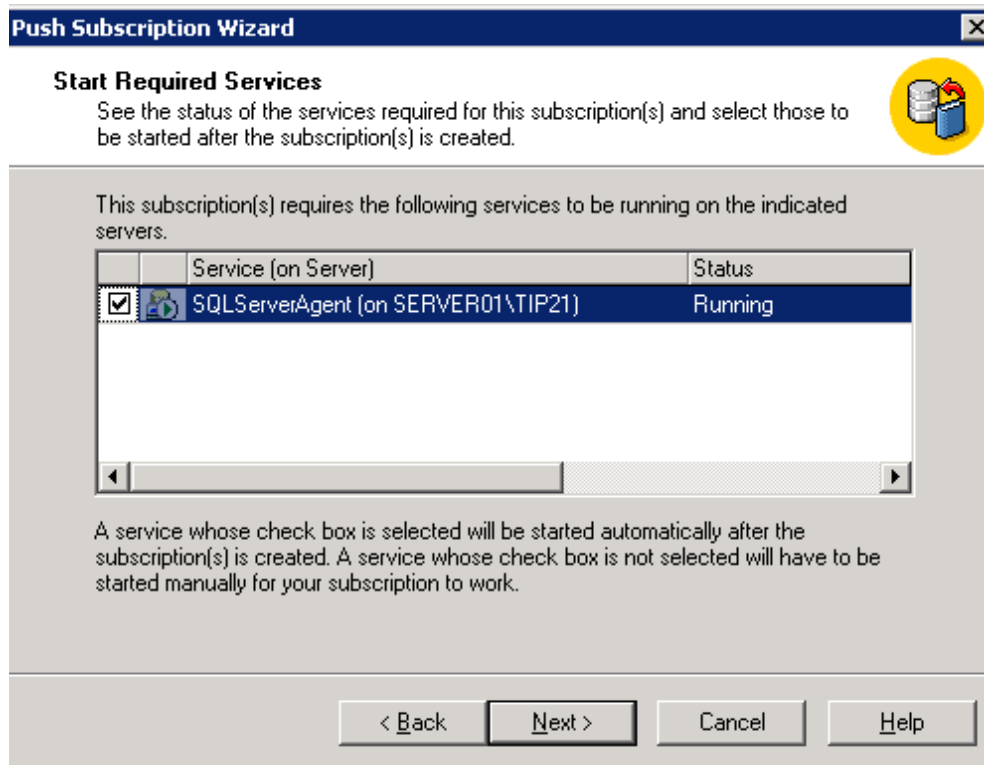 Push Subscription Wizard
Start Required Services
See the status of the services required for this subscription(s) and select those to
be started after the subscription(s) is created.
This subscription(s) requires the following services to be running on the indicated
servers.
Service (on Server) Status
SQLServerAgent (on SERVER01\TIP21) Running
A service whose check box is selected will be started automatically after the
subscription(s) is created. A service whose check box is not selected will have to be
started manually for your subscription to work.
< Back Next > Cancel Help